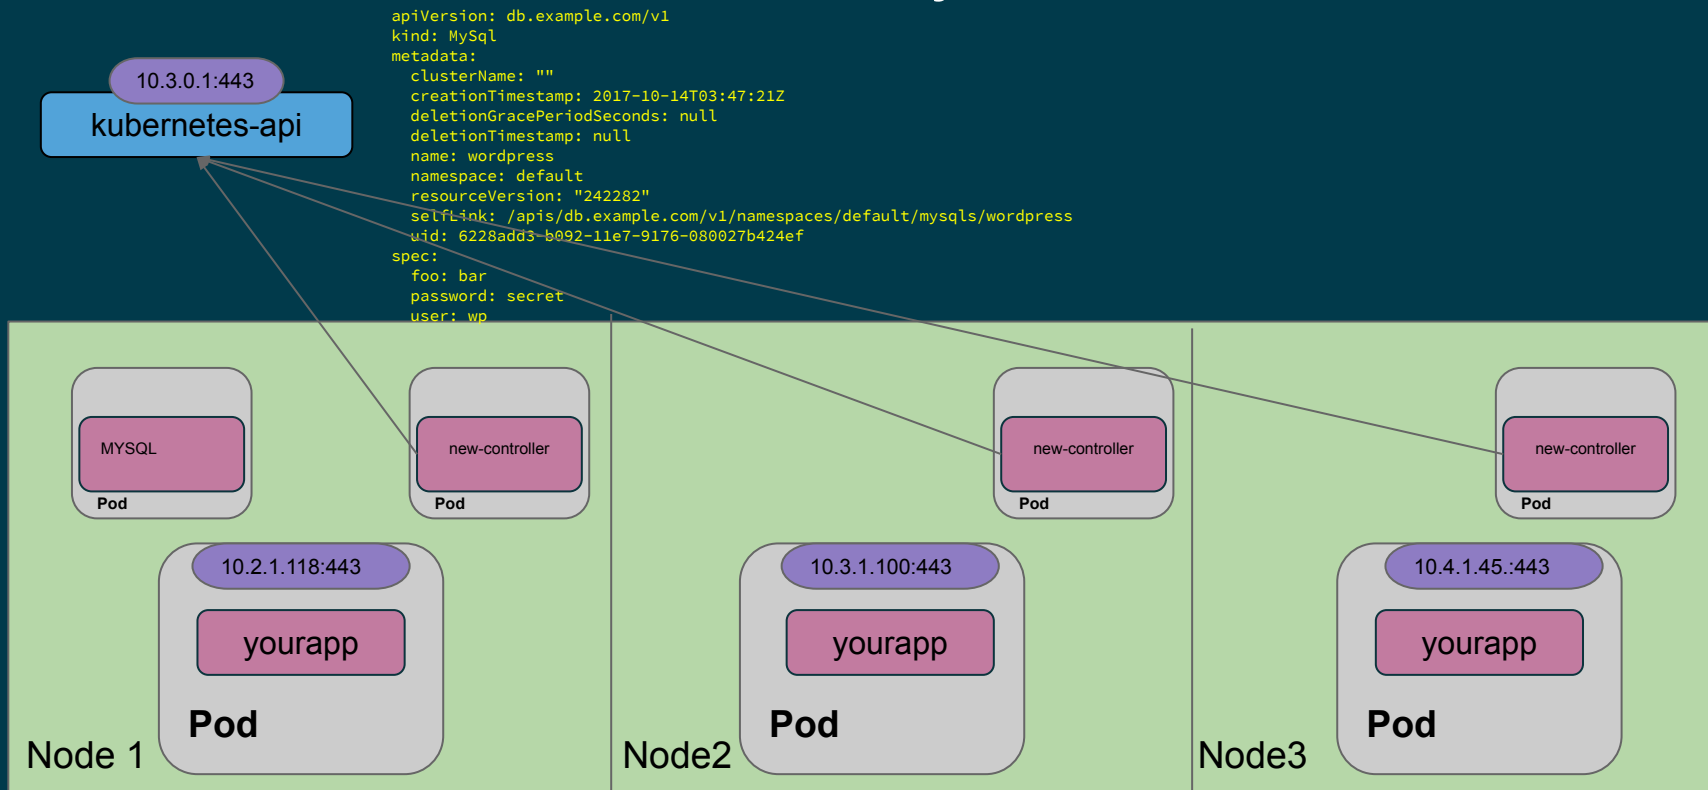 apiVersion: db.example.com/v1
kind: MySql
metadata:
  clusterName: ""
  creationTimestamp: 2017-10-14T03:47:21Z
  deletionGracePeriodSeconds: null
  deletionTimestamp: null
  name: wordpress
  namespace: default
  resourceVersion: "242282"
  selfLink: /apis/db.example.com/v1/namespaces/default/mysqls/wordpress
  uid: 6228add3-b092-11e7-9176-080027b424ef
spec:
  foo: bar
  password: secret
  user: wp
10.3.0.1:443
kubernetes-api
MYSQL
Pod
new-controller
Pod
new-controller
Pod
new-controller
Pod
10.2.1.118:443
yourapp
Pod
Node 1
10.3.1.100:443
yourapp
Pod
Node2
10.4.1.45.:443
yourapp
Pod
Node3